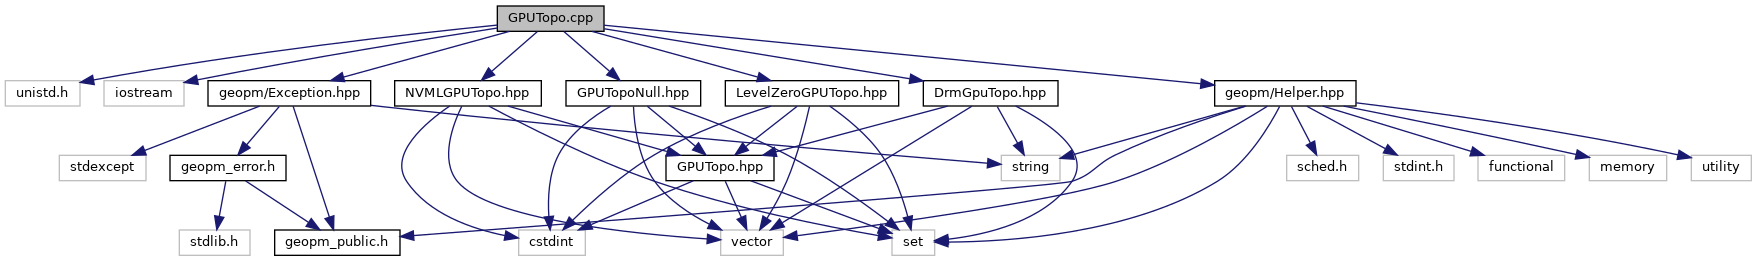 GPUTopo.cpp
unistd.h
iostream
geopm/Exception.hpp
NVMLGPUTopo.hpp
GPUTopoNull.hpp
LevelZeroGPUTopo.hpp
DrmGpuTopo.hpp
geopm/Helper.hpp
stdexcept
geopm_error.h
GPUTopo.hpp
string
sched.h
stdint.h
functional
memory
utility
stdlib.h
geopm_public.h
cstdint
vector
set